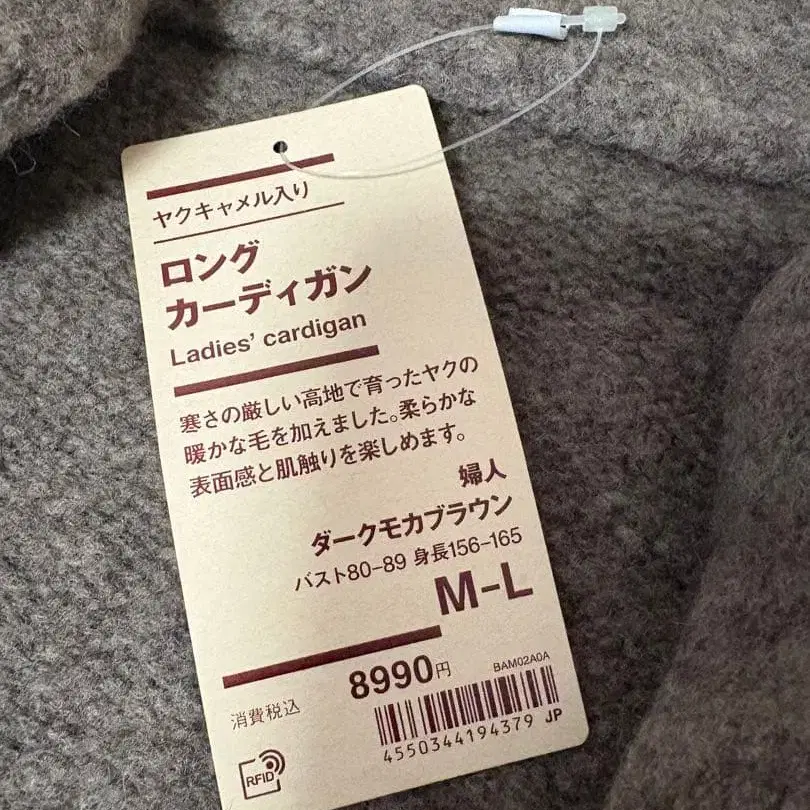 ヤクキャメル入り
ロング
カーディガン
Ladies' cardigan
寒さの厳しい高地で育ったヤクの
暖かな毛を加えました。柔らかな
表面感と肌触りを楽しめます。
婦人
ダークモカブラウン
バスト80-89 身長156-165
M-L
消費税込 8990円 BAM02A0A
4550344194379 JP
RFID